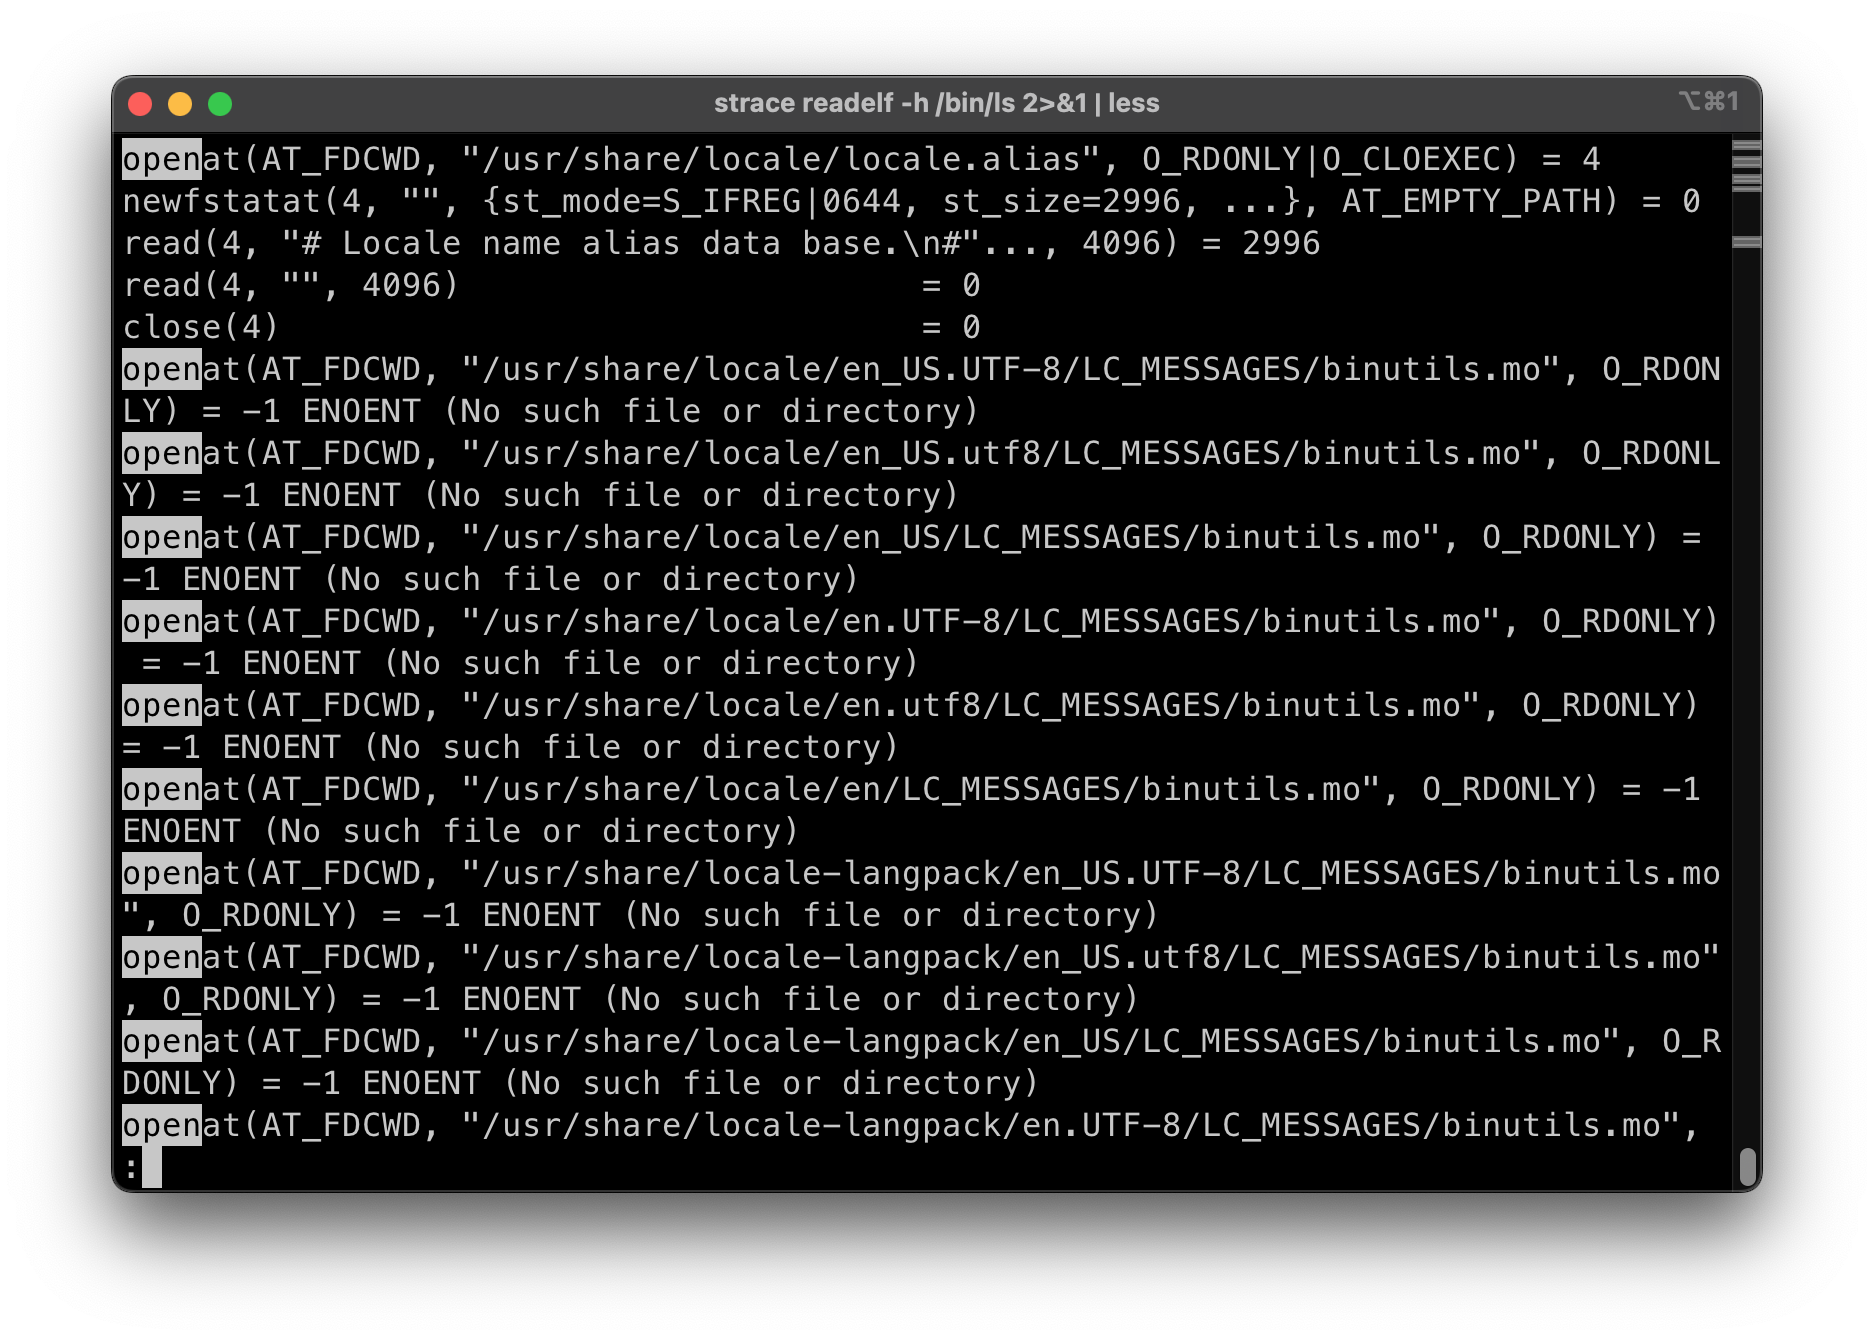 strace readelf -h /bin/ls 2>&1 | less
⌥⌘1
openat(AT_FDCWD, "/usr/share/locale/locale.alias", O_RDONLY|O_CLOEXEC) = 4
newfstatat(4, "", {st_mode=S_IFREG|0644, st_size=2996, ...}, AT_EMPTY_PATH) = 0
read(4, "# Locale name alias data base.\n#"..., 4096) = 2996
read(4, "", 4096)                       = 0
close(4)                                = 0
openat(AT_FDCWD, "/usr/share/locale/en_US.UTF-8/LC_MESSAGES/binutils.mo", O_RDON
LY) = -1 ENOENT (No such file or directory)
openat(AT_FDCWD, "/usr/share/locale/en_US.utf8/LC_MESSAGES/binutils.mo", O_RDONL
Y) = -1 ENOENT (No such file or directory)
openat(AT_FDCWD, "/usr/share/locale/en_US/LC_MESSAGES/binutils.mo", O_RDONLY) =
-1 ENOENT (No such file or directory)
openat(AT_FDCWD, "/usr/share/locale/en.UTF-8/LC_MESSAGES/binutils.mo", O_RDONLY)
 = -1 ENOENT (No such file or directory)
openat(AT_FDCWD, "/usr/share/locale/en.utf8/LC_MESSAGES/binutils.mo", O_RDONLY)
= -1 ENOENT (No such file or directory)
openat(AT_FDCWD, "/usr/share/locale/en/LC_MESSAGES/binutils.mo", O_RDONLY) = -1
ENOENT (No such file or directory)
openat(AT_FDCWD, "/usr/share/locale-langpack/en_US.UTF-8/LC_MESSAGES/binutils.mo
", O_RDONLY) = -1 ENOENT (No such file or directory)
openat(AT_FDCWD, "/usr/share/locale-langpack/en_US.utf8/LC_MESSAGES/binutils.mo"
, O_RDONLY) = -1 ENOENT (No such file or directory)
openat(AT_FDCWD, "/usr/share/locale-langpack/en_US/LC_MESSAGES/binutils.mo", O_R
DONLY) = -1 ENOENT (No such file or directory)
openat(AT_FDCWD, "/usr/share/locale-langpack/en.UTF-8/LC_MESSAGES/binutils.mo",
: